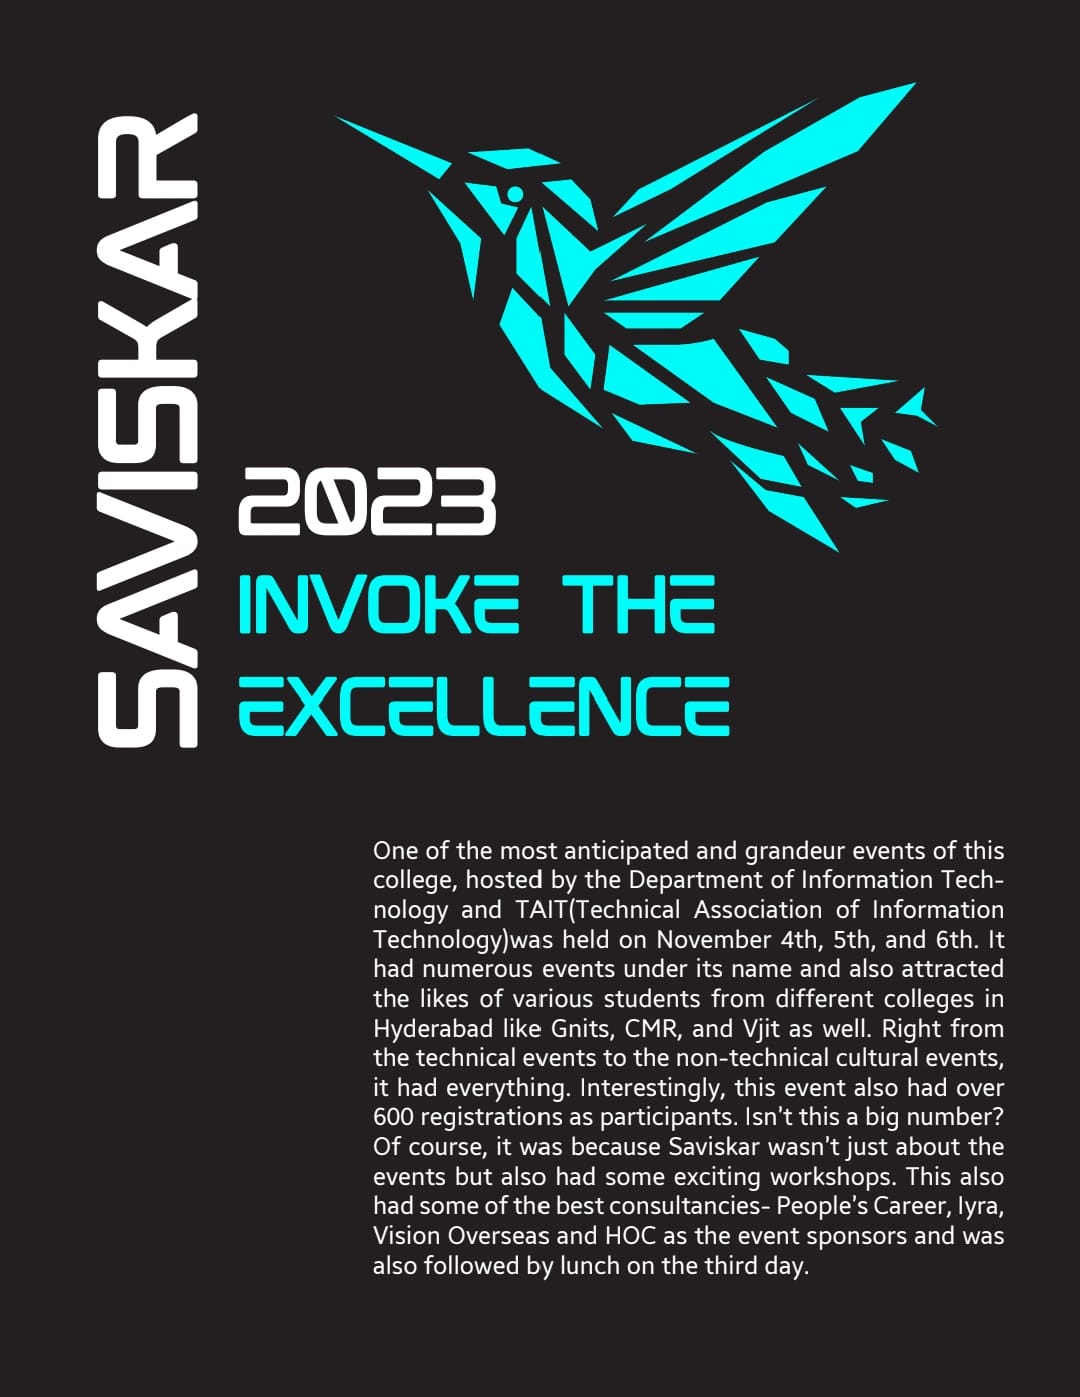 SAVISKAR
2023
INVOKE THE
EXCELLENCE
One of the most anticipated and grandeur events of this
college, hosted by the Department of Information Tech-
nology and TAIT(Technical Association of Information
Technology)was held on November 4th, 5th, and 6th. It
had numerous events under its name and also attracted
the likes of various students from different colleges in
Hyderabad like Gnits, CMR, and Vjit as well. Right from
the technical events to the non-technical cultural events,
it had everything. Interestingly, this event also had over
600 registrations as participants. Isn't this a big number?
Of course, it was because Saviskar wasn't just about the
events but also had some exciting workshops. This also
had some of the best consultancies- People's Career, Iyra,
Vision Overseas and HOC as the event sponsors and was
also followed by lunch on the third day.